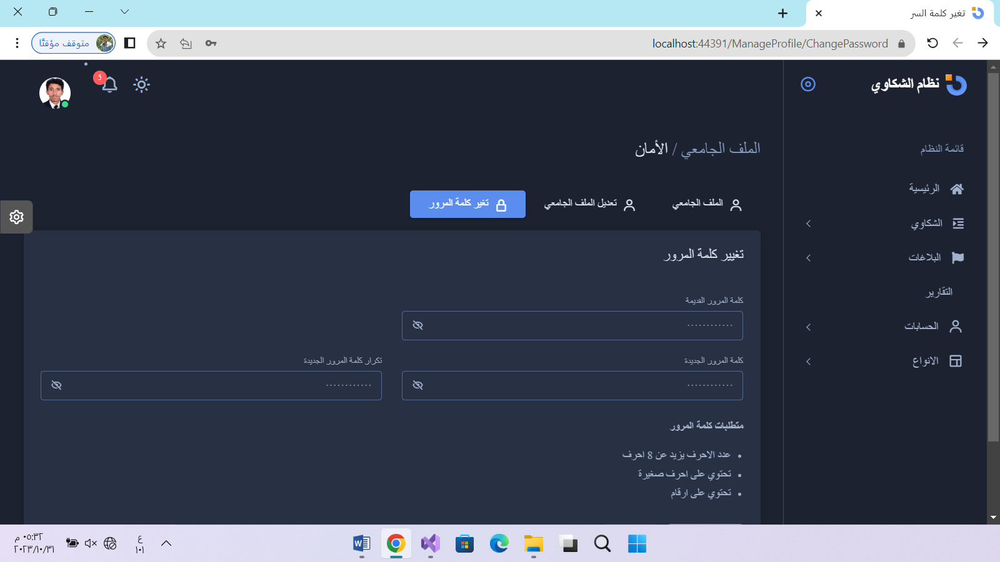 تغير كلمة السر
localhost:44391/ManageProfile/ChangePassword
متوقف مؤقتًا
نظام الشكاوي
5
قائمة النظام
الرئيسية
الشكاوي
البلاغات
التقارير
الحسابات
الانواع
الملف الجامعي / الأمان
الملف الجامعي
تعديل الملف الجامعي
تغير كلمة المرور
تغيير كلمة المرور
كلمة المرور القديمة
············
كلمة المرور الجديدة
تكرار كلمة المرور الجديدة
············
············
متطلبات كلمة المرور
• عدد الاحرف يزيد عن 8 احرف
• تحتوي على احرف صغيرة
• تحتوي على ارقام
ع
١٠١
٠٥:٣٢ م
٢٠٢٣/١٠/٣١